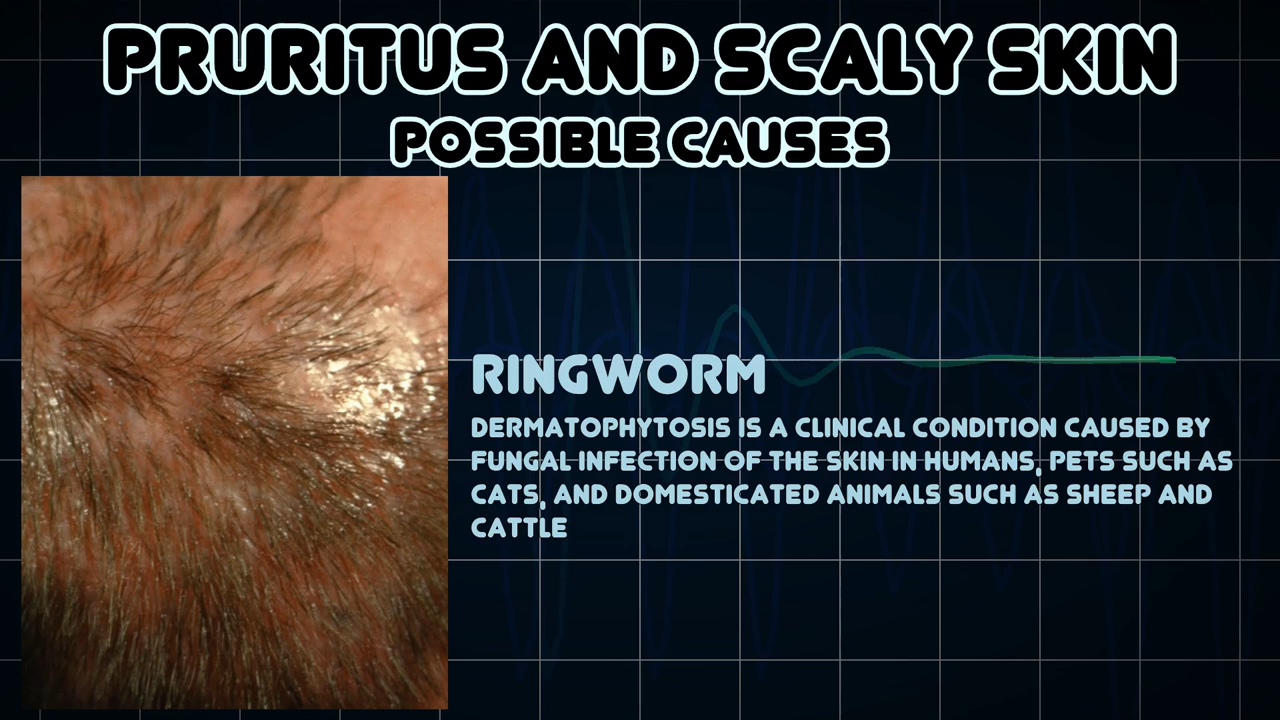 PRURITUS AND SCALY SKIN
POSSIBLE CAUSES
RINGWORM
DERMATOPHYTOSIS IS A CLINICAL CONDITION CAUSED BY
FUNGAL INFECTION OF THE SKIN IN HUMANS, PETS SUCH AS
CATS, AND DOMESTICATED ANIMALS SUCH AS SHEEP AND
CATTLE